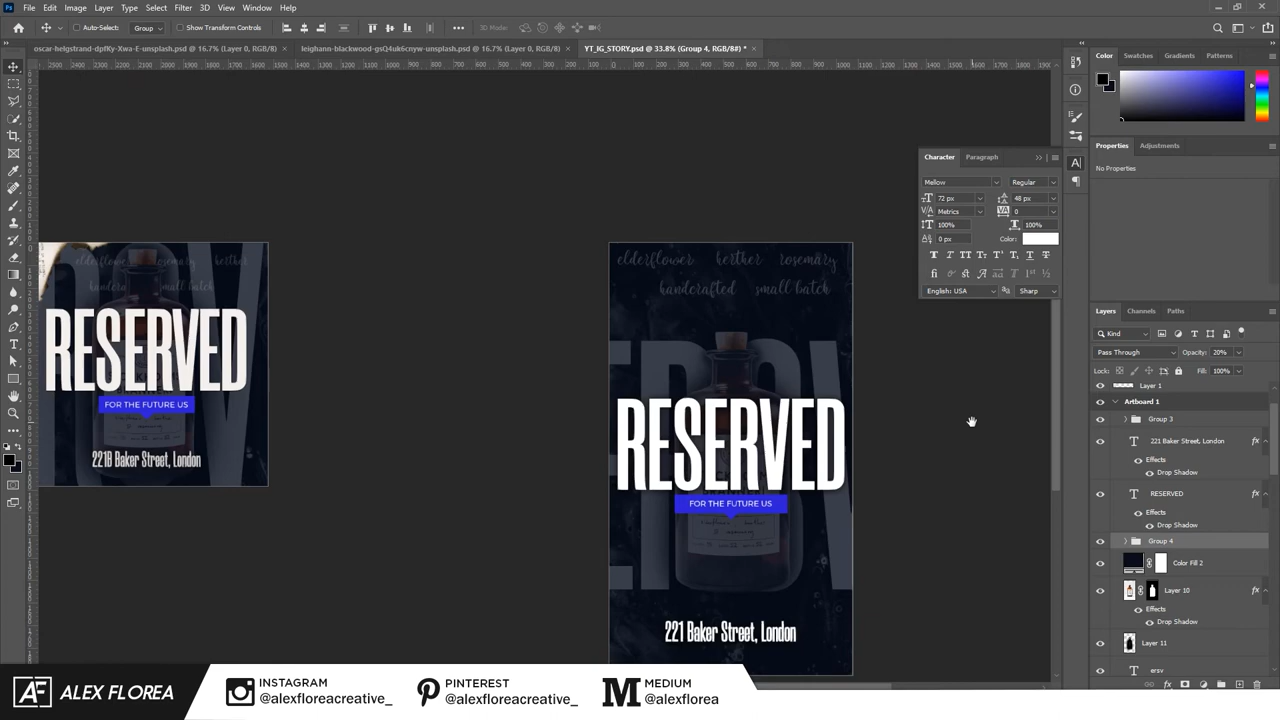 File Edit Image Layer Type Select Filter 3D View Window Help
Auto-Select: Group Show Transform Controls 3D Mode:
oscar-helgstrand-dpfKy-Xwa-E-unsplash.psd @ 16.7% (Layer 0, RGB/8) × leighann-blackwood-gsQ4uk6cnyw-unsplash.psd @ 16.7% (Layer 0, RGB/8) × YT_IG_STORY.psd @ 33.8% (Group 4, RGB/8#) * ×
Color Swatches Gradients Patterns
Properties Adjustments
No Properties
Character Paragraph
Mellow Regular
72 px 48 px
Metrics 0
100% 100%
0 px Color:
English: USA Sharp
elderflower herther rosemary
small batch
RESERVED
FOR THE FUTURE US
221B Baker Street, London
elderflower herther rosemary
handcrafted small batch
RESERVED
FOR THE FUTURE US
221 Baker Street, London
Layers Channels Paths
Kind
Pass Through Opacity: 20%
Lock: Fill: 100%
Layer 1
Artboard 1
Group 3
221 Baker Street, London fx
Effects
Drop Shadow
RESERVED fx
Effects
Drop Shadow
Group 4
Color Fill 2
Layer 10 fx
Effects
Drop Shadow
Layer 11
ersv
AF ALEX FLOREA
INSTAGRAM
@alexfloreacreative_
PINTEREST
@alexfloreacreative_
MEDIUM
@alexflorea